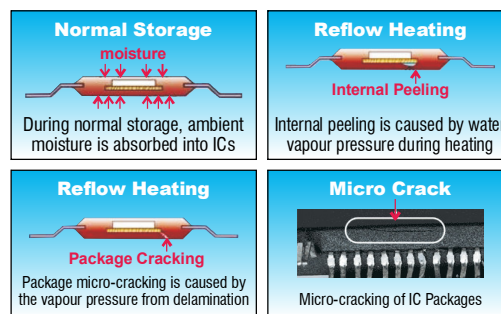 Normal Storage
moisture
During normal storage, ambient
moisture is absorbed into ICs
Reflow Heating
Internal Peeling
Internal peeling is caused by water
vapour pressure during heating
Reflow Heating
Package Cracking
Package micro-cracking is caused by
the vapour pressure from delamination
Micro Crack
Micro-cracking of IC Packages